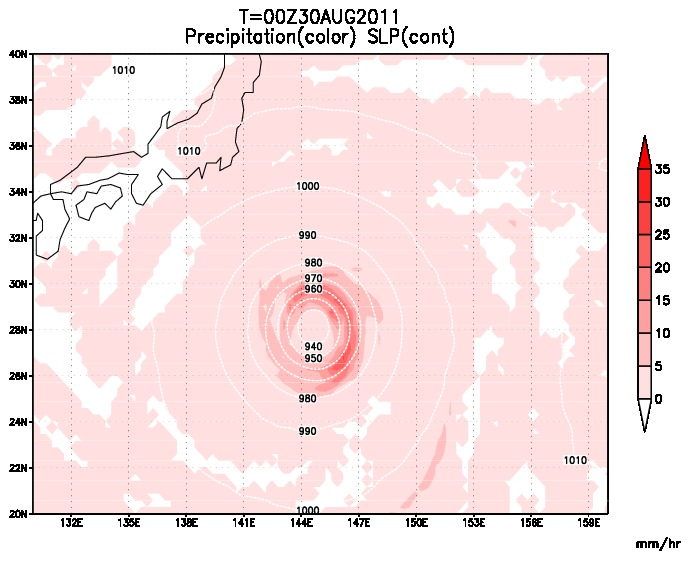 T=00Z30AUG2011
Precipitation(color) SLP(cont)
40N
38N
36N
34N
32N
30N
28N
26N
24N
22N
20N
132E 135E 138E 141E 144E 147E 150E 153E 156E 159E
1010
1010
1000
990
980
970
960
940
950
980
990
1010
1000
35
30
25
20
15
10
5
0
mm/hr